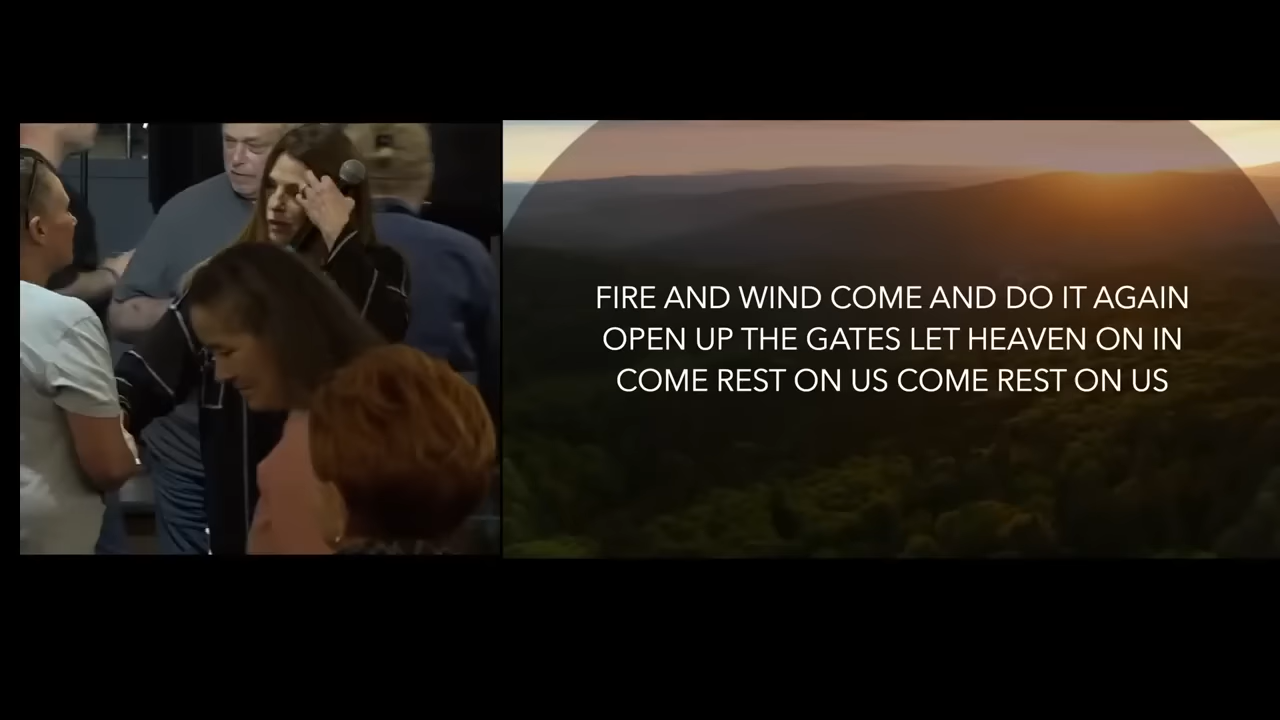 FIRE AND WIND COME AND DO IT AGAIN
OPEN UP THE GATES LET HEAVEN ON IN
COME REST ON US COME REST ON US